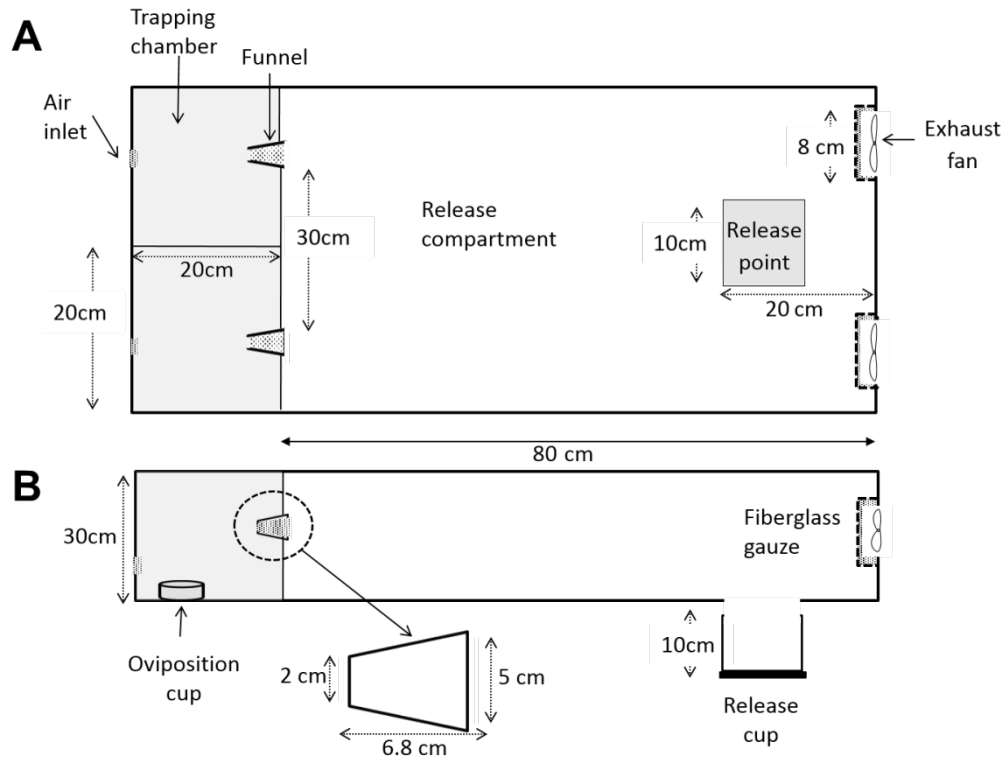 A
Trapping
chamber
Funnel
Air
inlet
Exhaust
fan
8 cm
Release
compartment
30cm
10cm
Release
point
20cm
20 cm
20cm
80 cm
B
30cm
Fiberglass
gauze
Oviposition
cup
2 cm
5 cm
6.8 cm
10cm
Release
cup